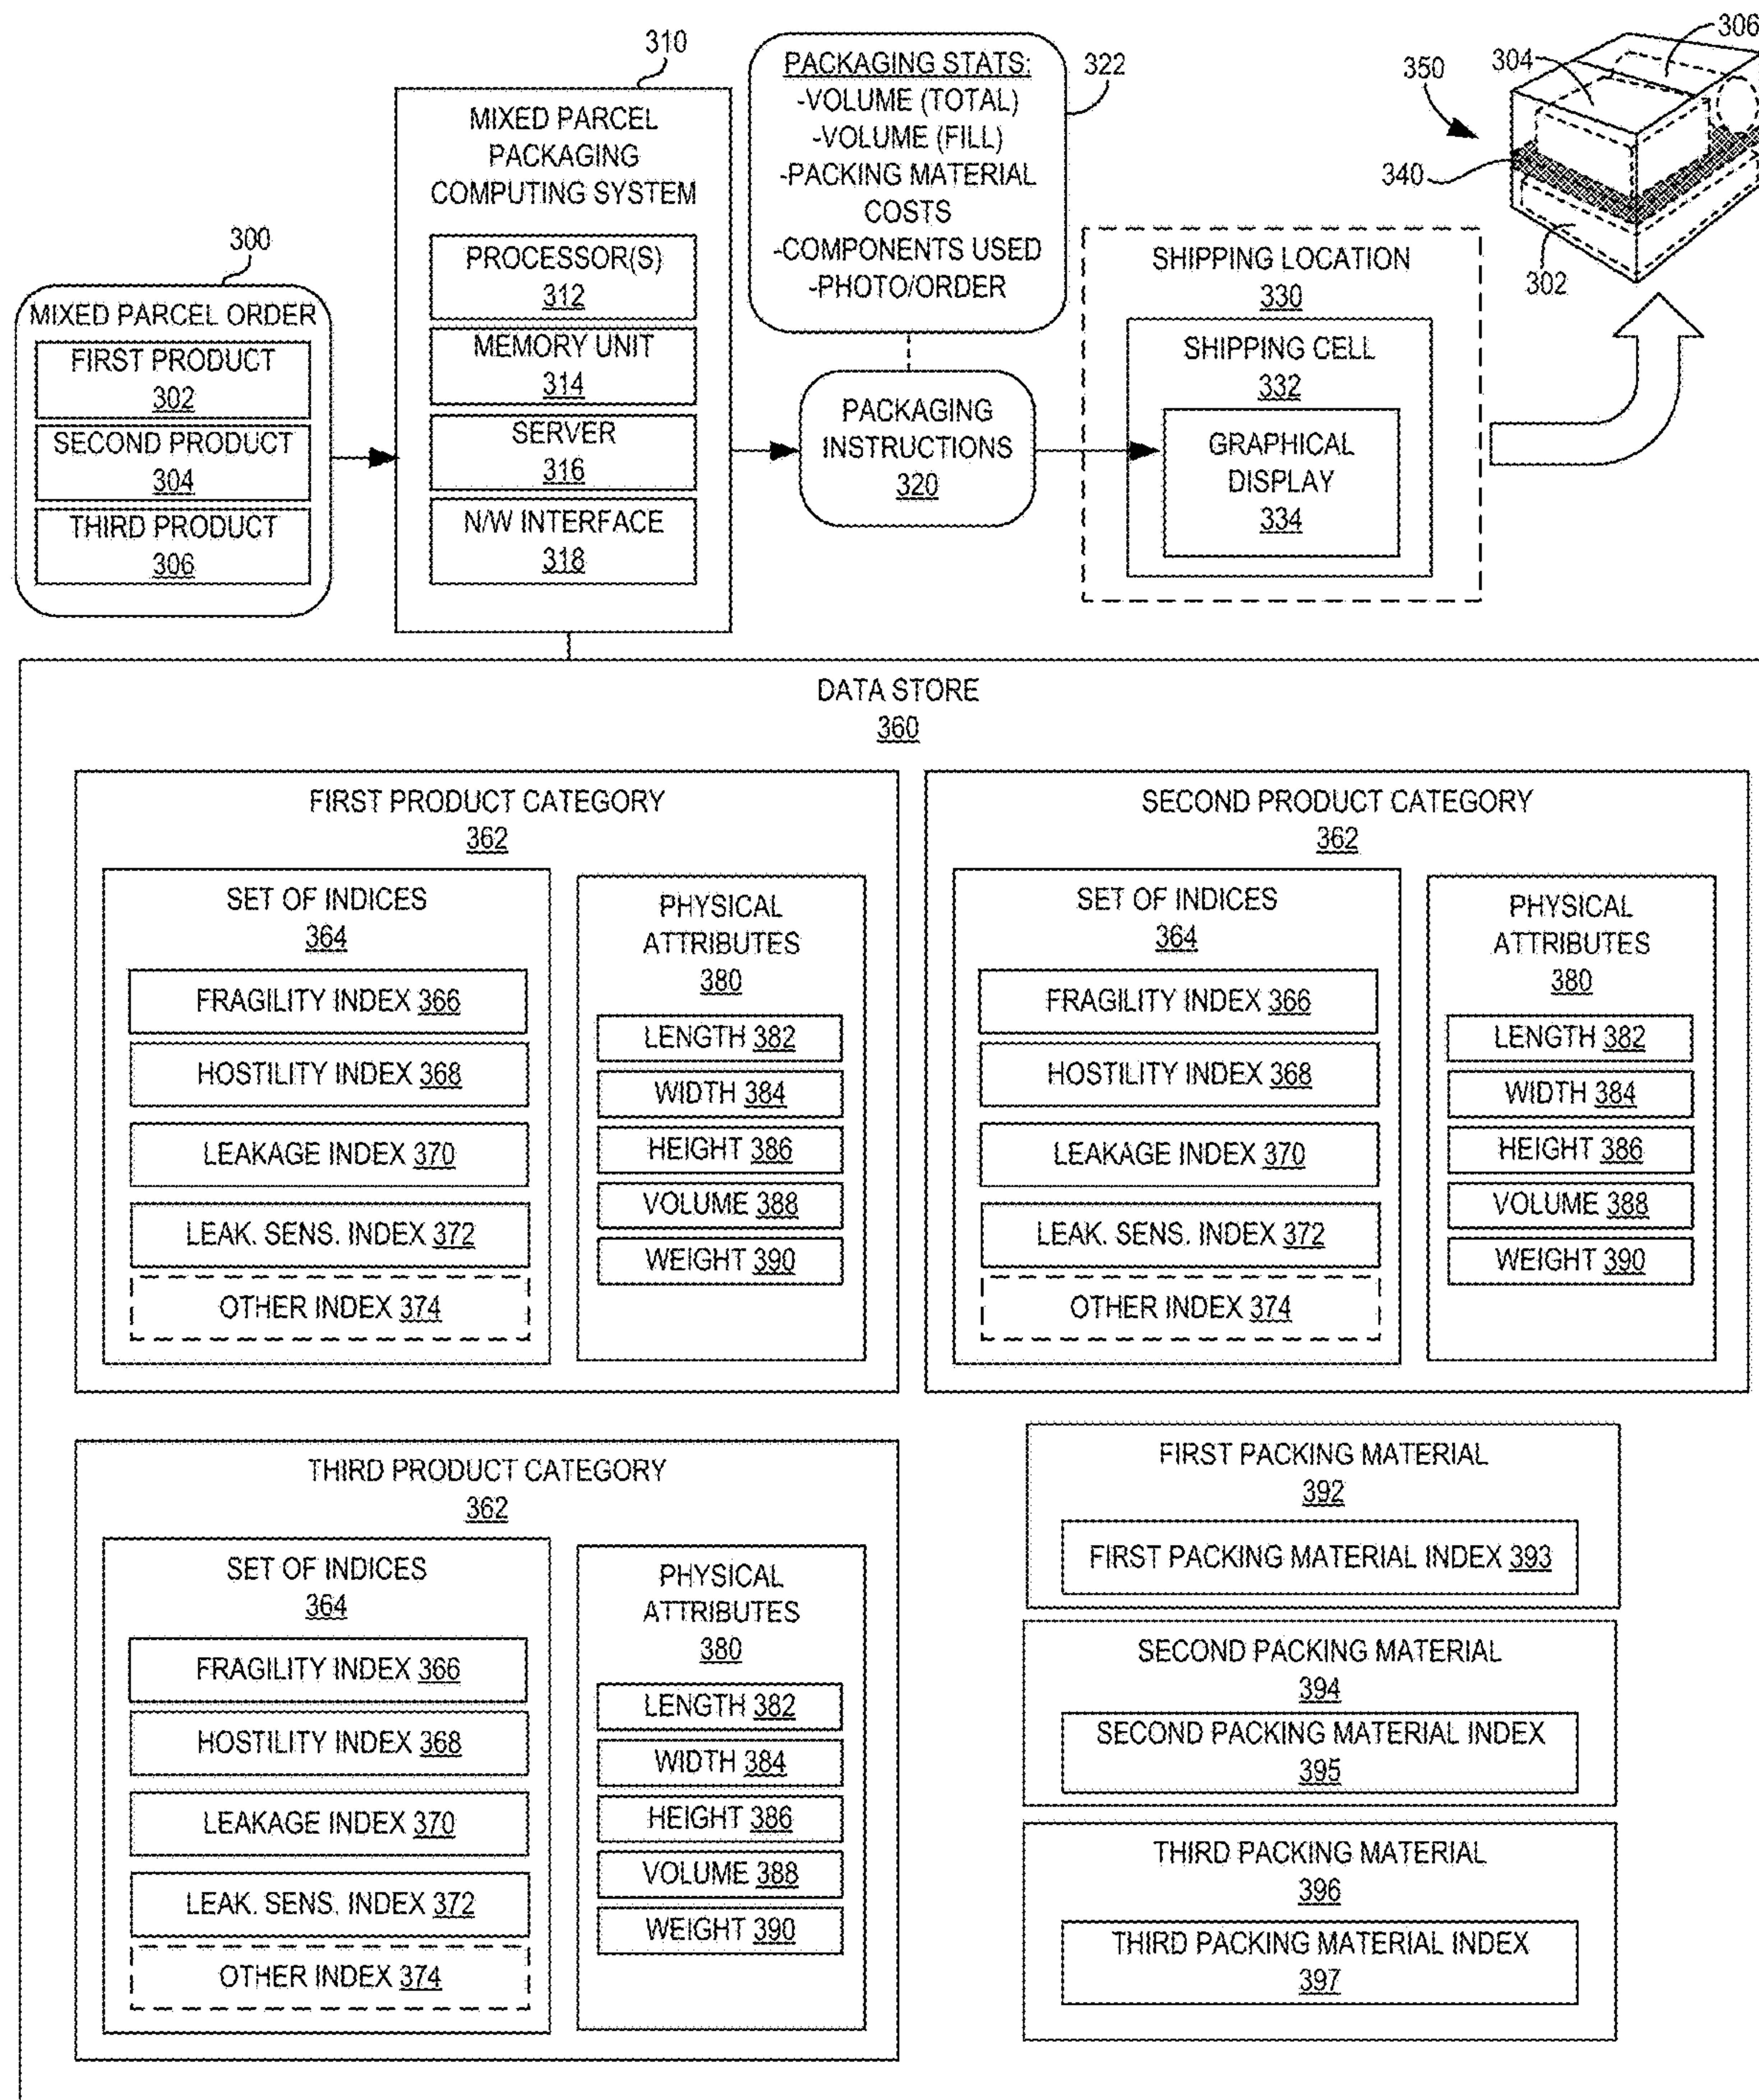 300
MIXED PARCEL ORDER
FIRST PRODUCT
302
SECOND PRODUCT
304
THIRD PRODUCT
306
310
MIXED PARCEL
PACKAGING
COMPUTING SYSTEM
PROCESSOR(S)
312
MEMORY UNIT
314
SERVER
316
N/W INTERFACE
318
PACKAGING STATS:
-VOLUME (TOTAL)
-VOLUME (FILL)
-PACKING MATERIAL
COSTS
-COMPONENTS USED
-PHOTO/ORDER
322
PACKAGING
INSTRUCTIONS
320
SHIPPING LOCATION
330
SHIPPING CELL
332
GRAPHICAL
DISPLAY
334
306
304
350
340
302
DATA STORE
360
FIRST PRODUCT CATEGORY
362
SET OF INDICES
364
FRAGILITY INDEX 366
HOSTILITY INDEX 368
LEAKAGE INDEX 370
LEAK. SENS. INDEX 372
OTHER INDEX 374
PHYSICAL
ATTRIBUTES
380
LENGTH 382
WIDTH 384
HEIGHT 386
VOLUME 388
WEIGHT 390
SECOND PRODUCT CATEGORY
362
SET OF INDICES
364
FRAGILITY INDEX 366
HOSTILITY INDEX 368
LEAKAGE INDEX 370
LEAK. SENS. INDEX 372
OTHER INDEX 374
PHYSICAL
ATTRIBUTES
380
LENGTH 382
WIDTH 384
HEIGHT 386
VOLUME 388
WEIGHT 390
THIRD PRODUCT CATEGORY
362
SET OF INDICES
364
FRAGILITY INDEX 366
HOSTILITY INDEX 368
LEAKAGE INDEX 370
LEAK. SENS. INDEX 372
OTHER INDEX 374
PHYSICAL
ATTRIBUTES
380
LENGTH 382
WIDTH 384
HEIGHT 386
VOLUME 388
WEIGHT 390
FIRST PACKING MATERIAL
392
FIRST PACKING MATERIAL INDEX 393
SECOND PACKING MATERIAL
394
SECOND PACKING MATERIAL INDEX
395
THIRD PACKING MATERIAL
396
THIRD PACKING MATERIAL INDEX
397